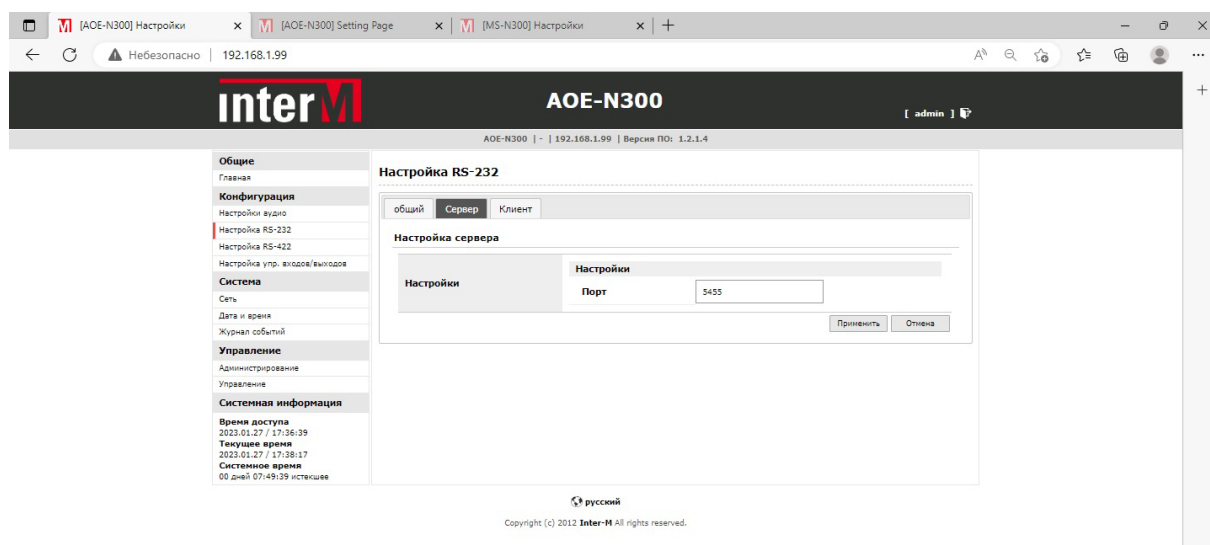 [AOE-N300] Настройки
[AOE-N300] Setting Page
[MS-N300] Настройки
Небезопасно
192.168.1.99
inter M
AOE-N300
[ admin ]
AOE-N300 | - | 192.168.1.99 | Версия ПО: 1.2.1.4
Общие
Главная
Конфигурация
Настройки аудио
Настройка RS-232
Настройка RS-422
Настройка упр. входов/выходов
Система
Сеть
Дата и время
Журнал событий
Управление
Администрирование
Управление
Системная информация
Время доступа
2023.01.27 / 17:36:39
Текущее время
2023.01.27 / 17:38:17
Системное время
00 дней 07:49:39 истекшее
Настройка RS-232
общий
Сервер
Клиент
Настройка сервера
Настройки
Настройки
Порт
5455
Применить
Отмена
русский
Copyright (c) 2012 Inter-M All rights reserved.